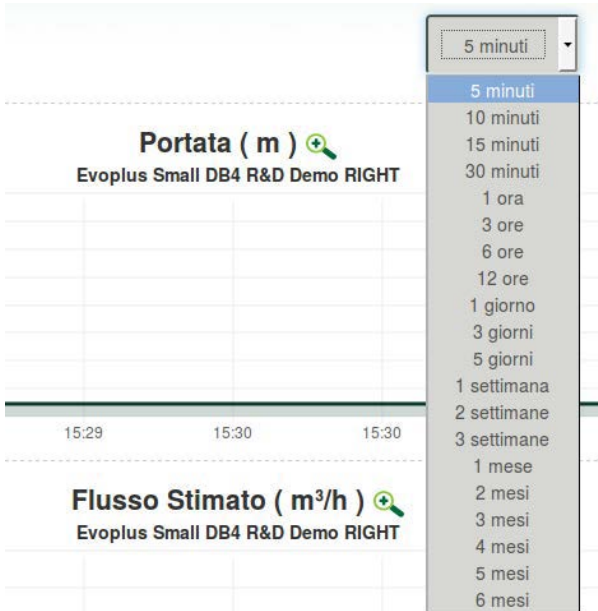 5 minuti
5 minuti
10 minuti
15 minuti
30 minuti
1 ora
3 ore
6 ore
12 ore
1 giorno
3 giorni
5 giorni
1 settimana
2 settimane
3 settimane
1 mese
2 mesi
3 mesi
4 mesi
5 mesi
6 mesi
Portata ( m )
Evoplus Small DB4 R&D Demo RIGHT
15:29 15:30 15:30
Flusso Stimato ( m³/h )
Evoplus Small DB4 R&D Demo RIGHT